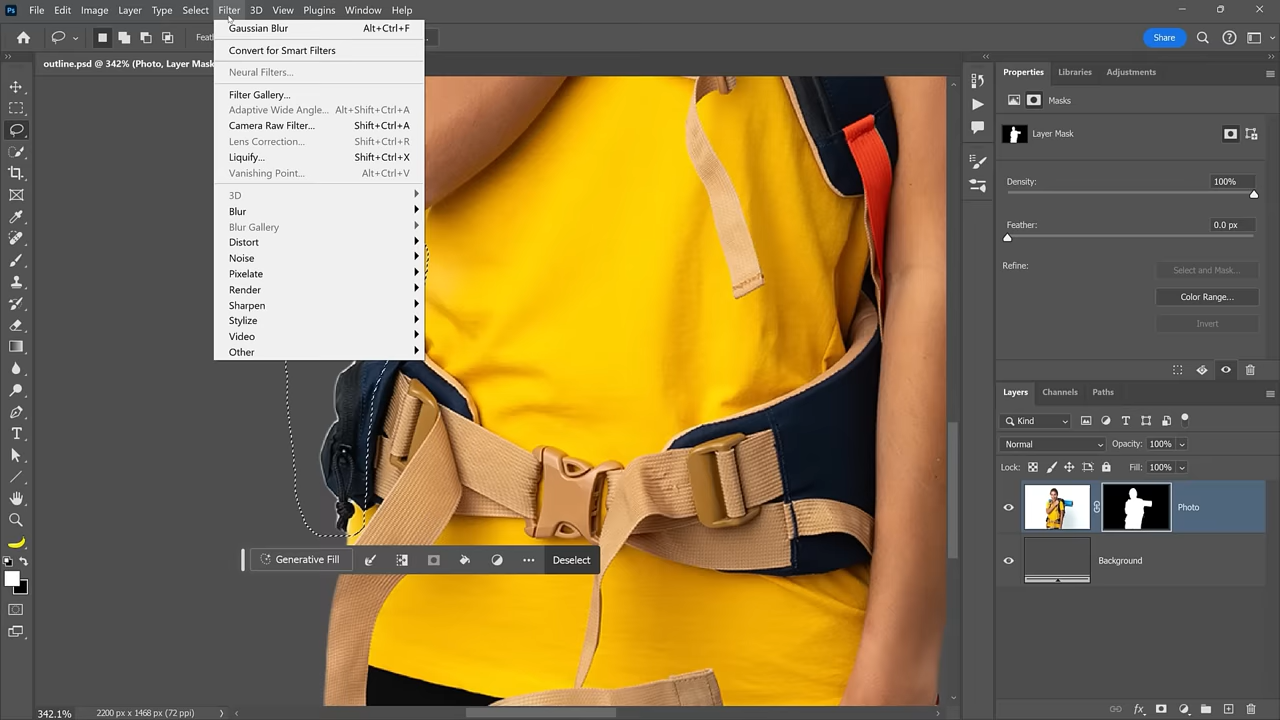 Ps File Edit Image Layer Type Select Filter 3D View Plugins Window Help
Share
outline.psd @ 342% (Photo, Layer Mask
Gaussian Blur Alt+Ctrl+F
Convert for Smart Filters
Neural Filters...
Filter Gallery...
Adaptive Wide Angle... Alt+Shift+Ctrl+A
Camera Raw Filter... Shift+Ctrl+A
Lens Correction... Shift+Ctrl+R
Liquify... Shift+Ctrl+X
Vanishing Point... Alt+Ctrl+V
3D
Blur
Blur Gallery
Distort
Noise
Pixelate
Render
Sharpen
Stylize
Video
Other
Generative Fill
Deselect
Properties Libraries Adjustments
Masks
Layer Mask
Density: 100%
Feather: 0.0 px
Refine:
Select and Mask...
Color Range...
Invert
Layers Channels Paths
Kind
Normal Opacity: 100%
Lock: Fill: 100%
Photo
Background
342.1% 2200 px x 1468 px (72 ppi)